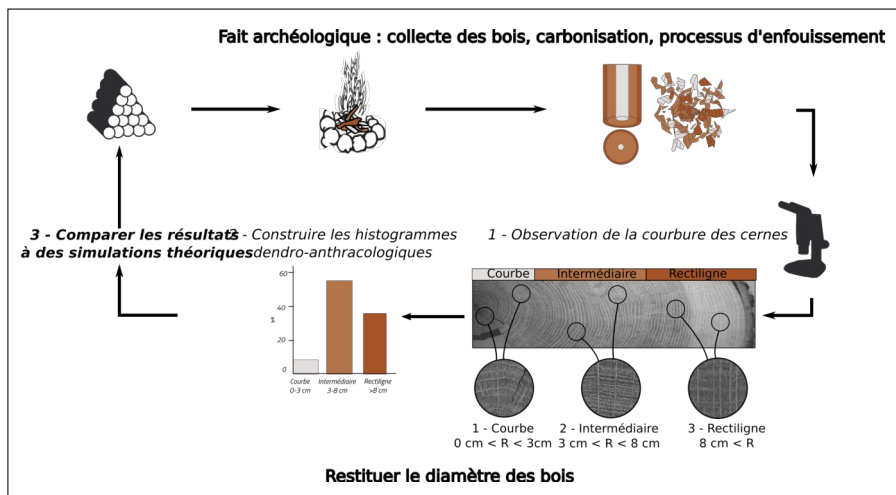 Fait archéologique : collecte des bois, carbonisation, processus d'enfouissement
3 - Comparer les résultats
à des simulations théoriques
2 - Construire les histogrammes
dendro-anthracologiques
1 - Observation de la courbure des cernes
Courbe Intermédiaire Rectiligne
60
40
20
0
%
Courbe
0-3 cm
Intermédiaire
3-8 cm
Rectiligne
>8 cm
1 - Courbe
0 cm < R < 3cm
2 - Intermédiaire
3 cm < R < 8 cm
3 - Rectiligne
8 cm < R
Restituer le diamètre des bois